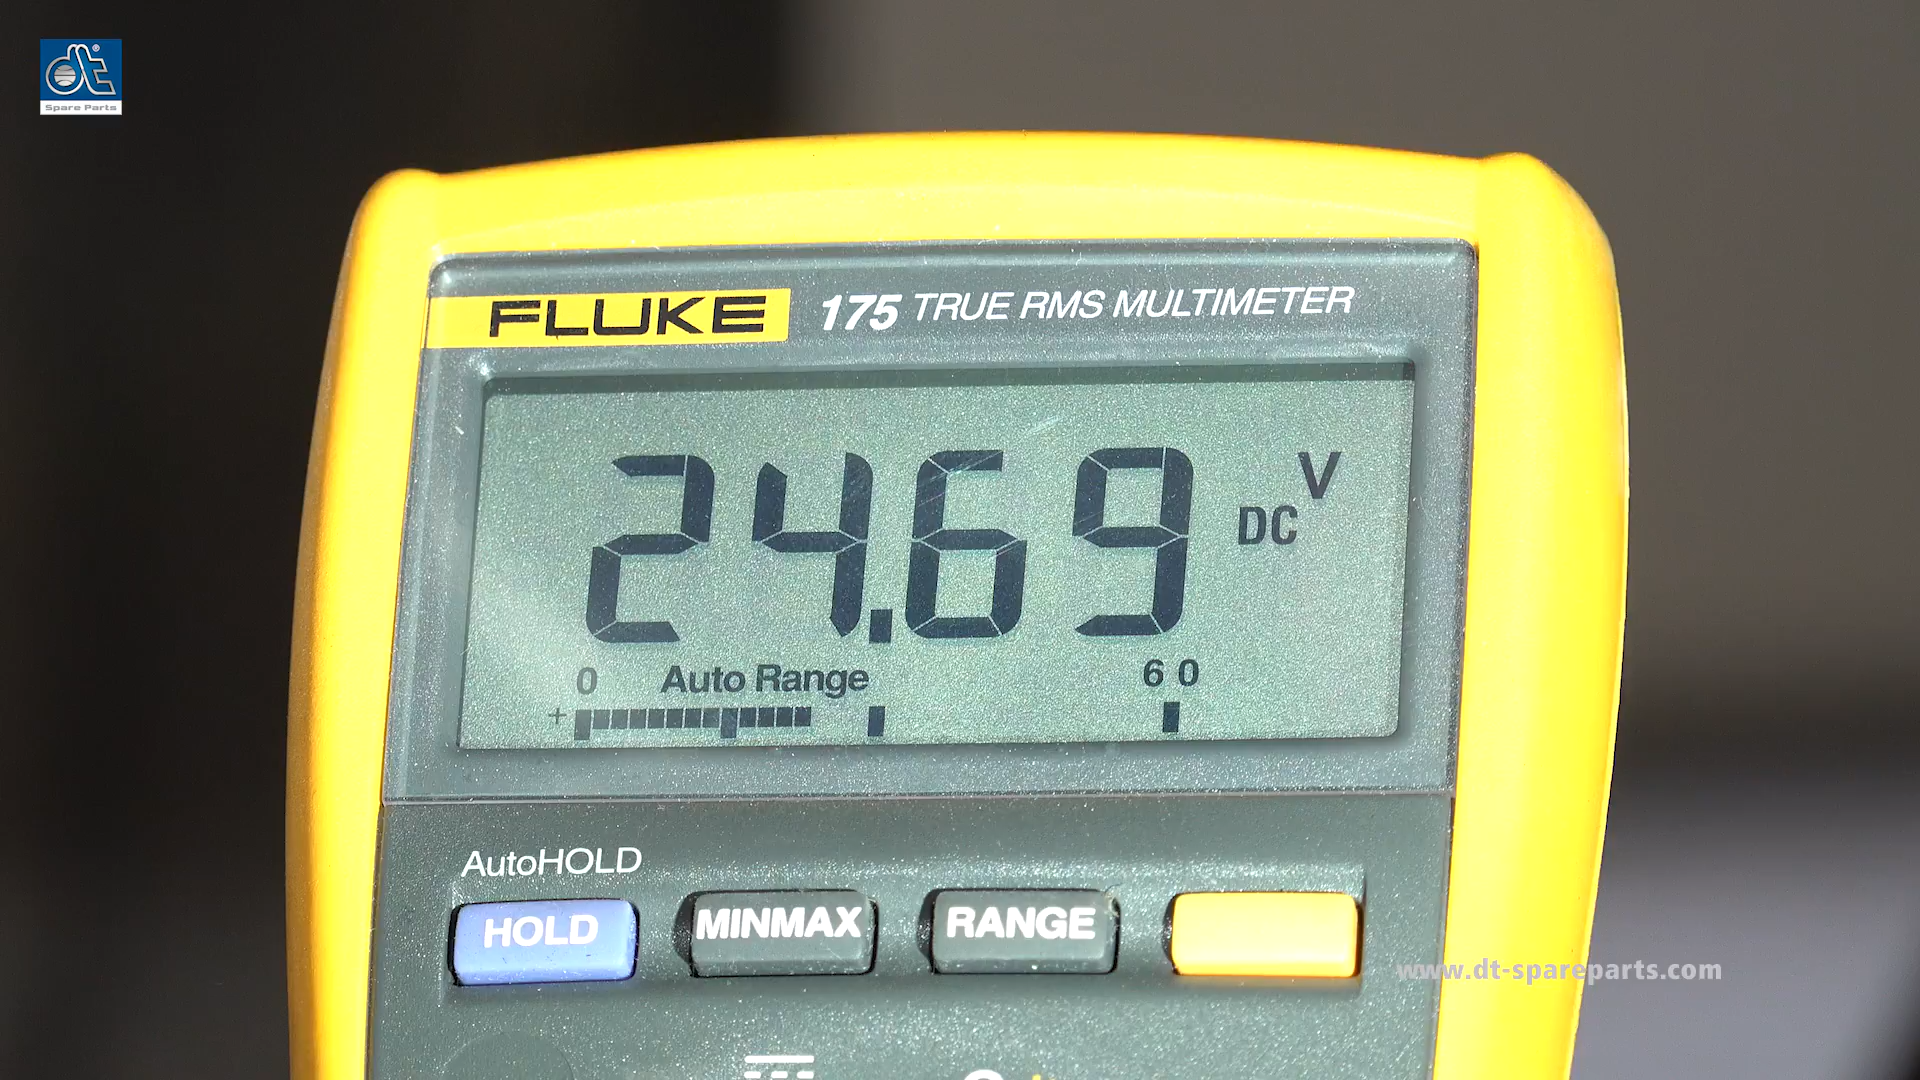 dt®
Spare Parts
FLUKE 175 TRUE RMS MULTIMETER
24.69 V
DC
0 Auto Range 60
+
AutoHOLD
HOLD MINMAX RANGE
www.dt-spareparts.com